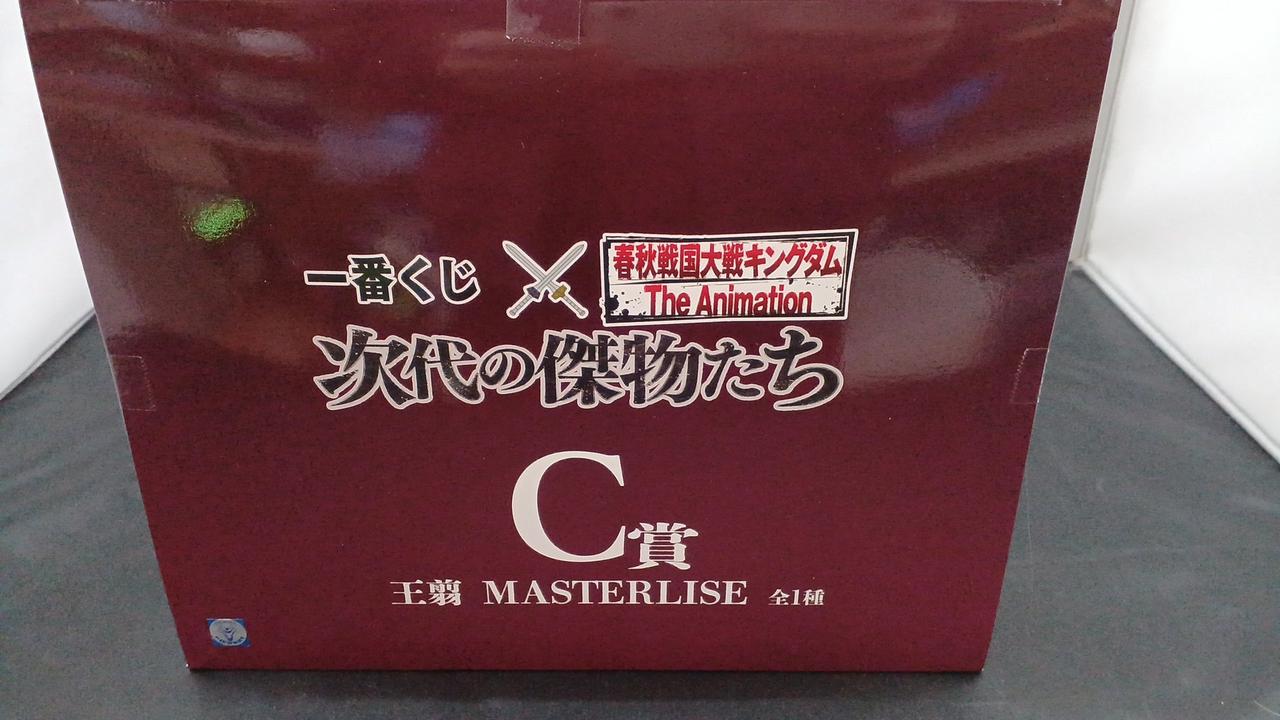 一番くじ
春秋戦国大戦キングダム
The Animation
次代の傑物たち
C賞
王翦 MASTERLISE 全1種